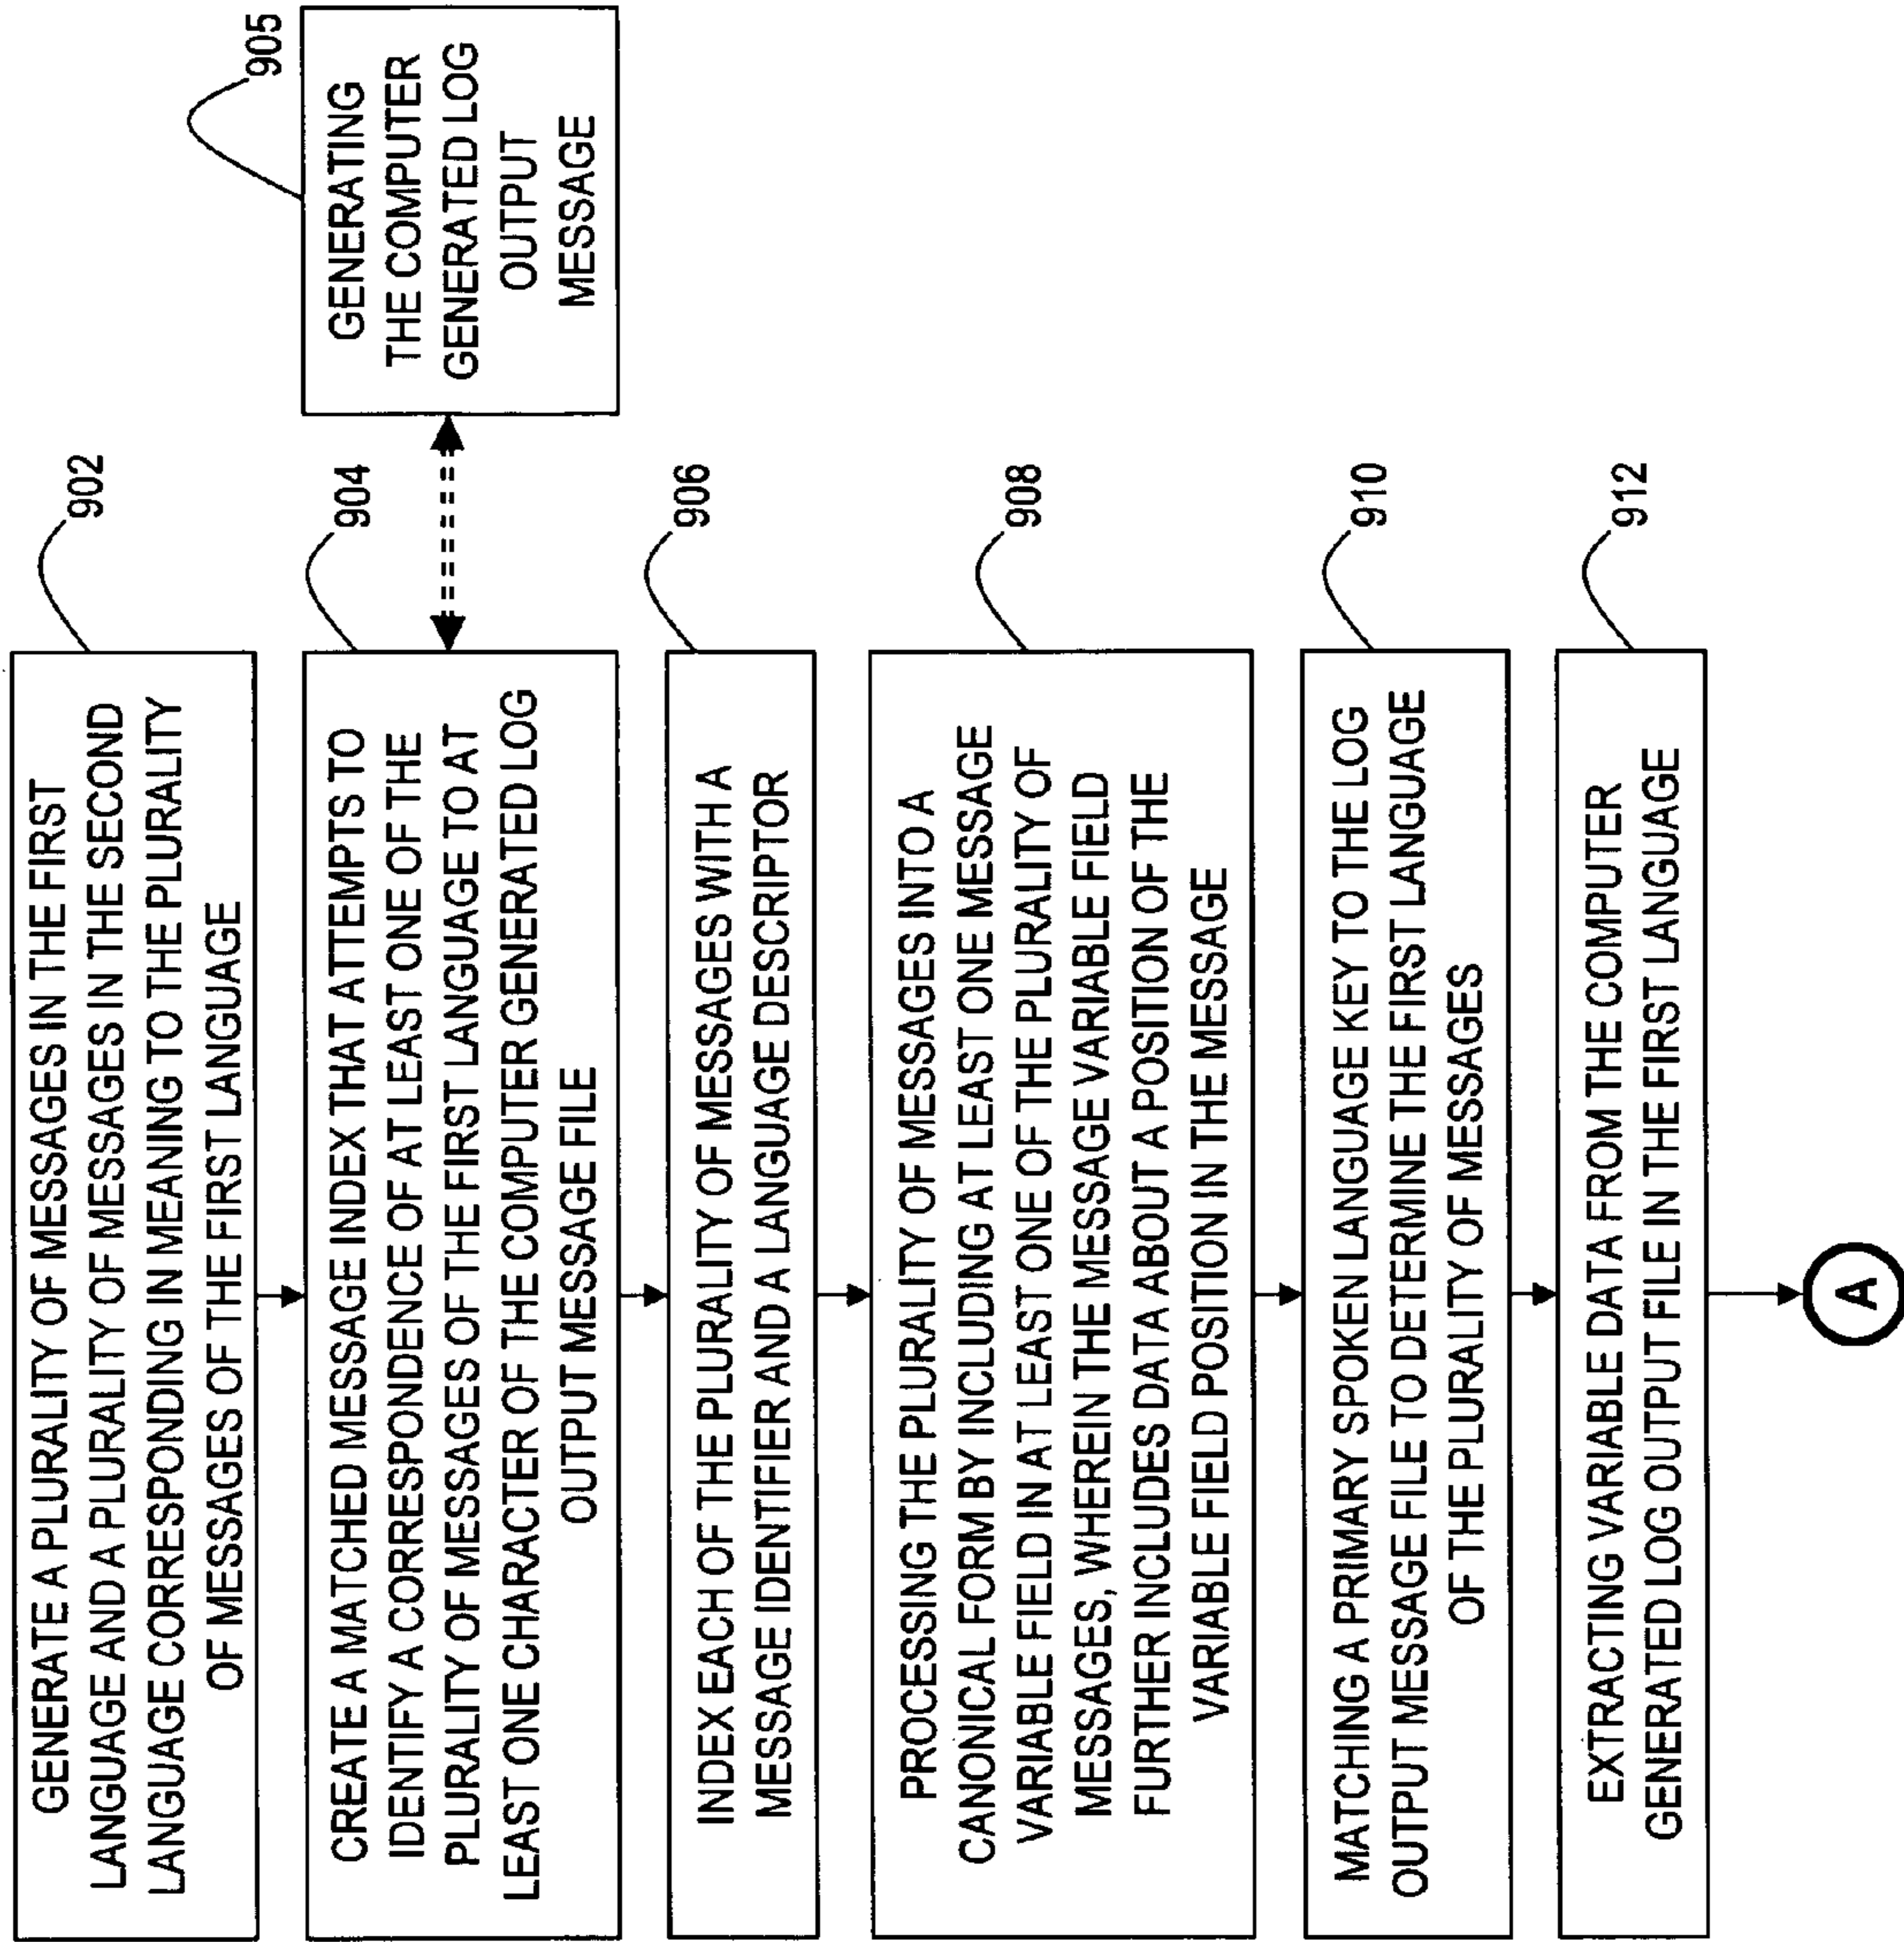 GENERATE A PLURALITY OF MESSAGES IN THE FIRST
LANGUAGE AND A PLURALITY OF MESSAGES IN THE SECOND
LANGUAGE CORRESPONDING IN MEANING TO THE PLURALITY
OF MESSAGES OF THE FIRST LANGUAGE
902
CREATE A MATCHED MESSAGE INDEX THAT ATTEMPTS TO
IDENTIFY A CORRESPONDENCE OF AT LEAST ONE OF THE
PLURALITY OF MESSAGES OF THE FIRST LANGUAGE TO AT
LEAST ONE CHARACTER OF THE COMPUTER GENERATED LOG
OUTPUT MESSAGE FILE
904
GENERATING
THE COMPUTER
GENERATED LOG
OUTPUT
MESSAGE
905
INDEX EACH OF THE PLURALITY OF MESSAGES WITH A
MESSAGE IDENTIFIER AND A LANGUAGE DESCRIPTOR
906
PROCESSING THE PLURALITY OF MESSAGES INTO A
CANONICAL FORM BY INCLUDING AT LEAST ONE MESSAGE
VARIABLE FIELD IN AT LEAST ONE OF THE PLURALITY OF
MESSAGES, WHEREIN THE MESSAGE VARIABLE FIELD
FURTHER INCLUDES DATA ABOUT A POSITION OF THE
VARIABLE FIELD POSITION IN THE MESSAGE
908
MATCHING A PRIMARY SPOKEN LANGUAGE KEY TO THE LOG
OUTPUT MESSAGE FILE TO DETERMINE THE FIRST LANGUAGE
OF THE PLURALITY OF MESSAGES
910
EXTRACTING VARIABLE DATA FROM THE COMPUTER
GENERATED LOG OUTPUT FILE IN THE FIRST LANGUAGE
912
A